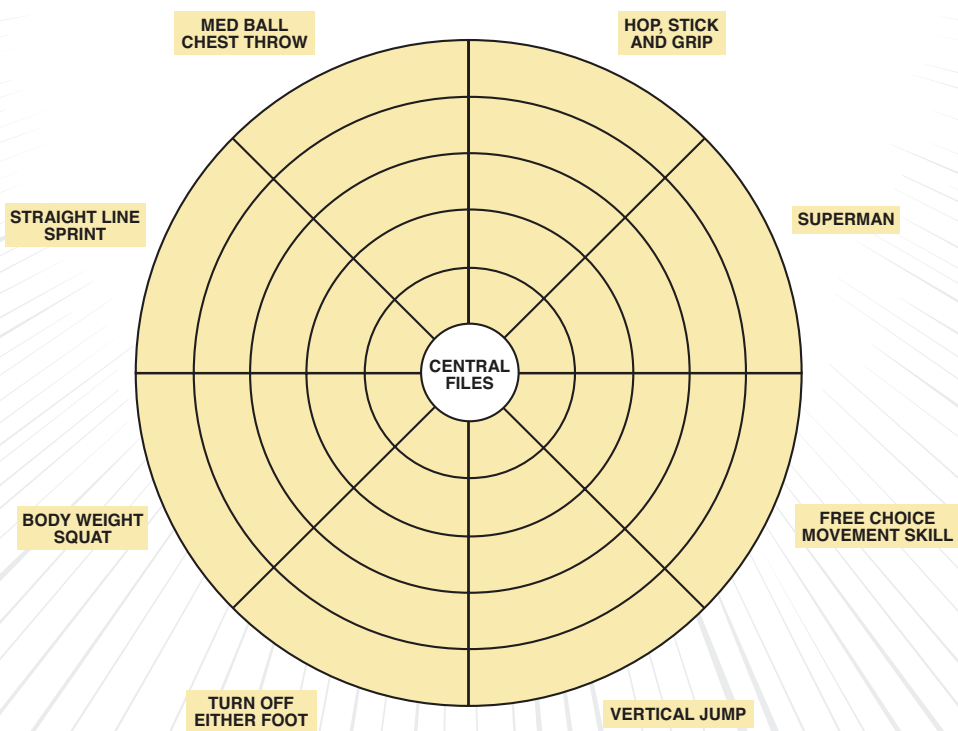 MED BALL
CHEST THROW
HOP, STICK
AND GRIP
STRAIGHT LINE
SPRINT
SUPERMAN
CENTRAL
FILES
BODY WEIGHT
SQUAT
FREE CHOICE
MOVEMENT SKILL
TURN OFF
EITHER FOOT
VERTICAL JUMP